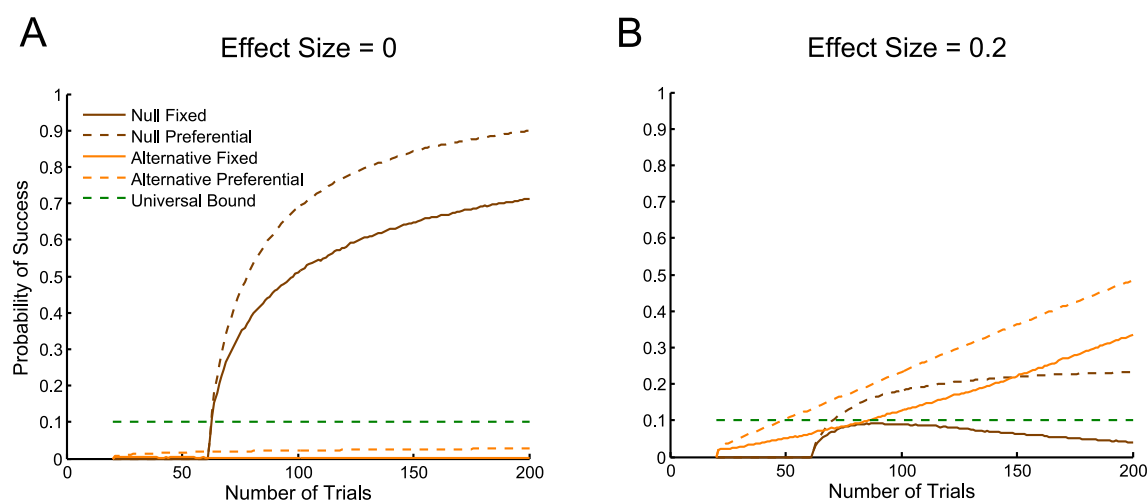 A
Effect Size = 0
Probability of Success
1
0.9
0.8
0.7
0.6
0.5
0.4
0.3
0.2
0.1
0
Null Fixed
Null Preferential
Alternative Fixed
Alternative Preferential
Universal Bound
0 50 100 150 200
Number of Trials
B
Effect Size = 0.2
1
0.9
0.8
0.7
0.6
0.5
0.4
0.3
0.2
0.1
0
0 50 100 150 200
Number of Trials